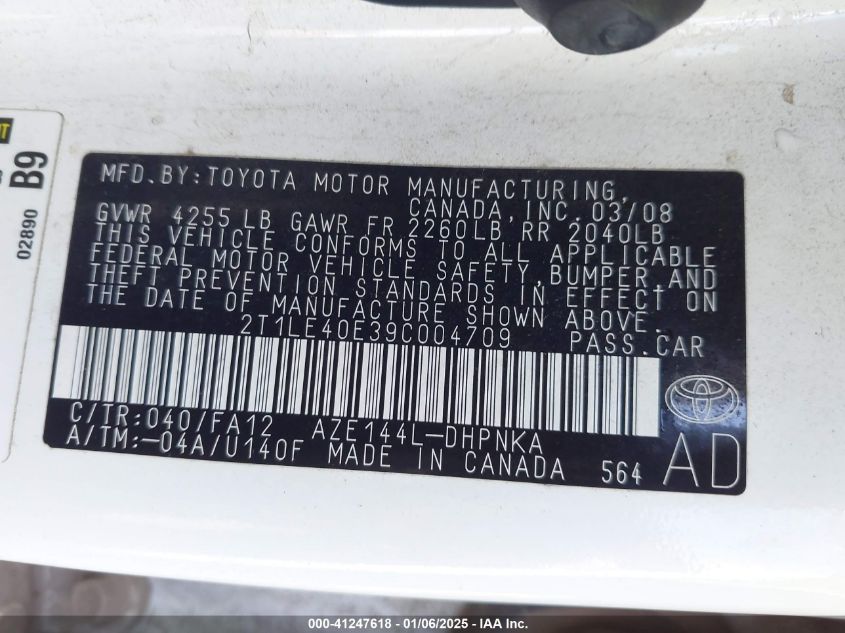 MFD.BY:TOYOTA MOTOR MANUFACTURING,
CANADA, INC. 03/08
GVWR 4255 LB GAWR FR 2260LB, RR 2040LB
THIS VEHICLE CONFORMS TO ALL APPLICABLE
FEDERAL MOTOR VEHICLE SAFETY, BUMPER, AND
THEFT PREVENTION STANDARDS IN EFFECT ON
THE DATE OF MANUFACTURE SHOWN ABOVE.
2T1LE40E39C004709 PASS.CAR
C/TR:040/FA12 AZE144L-DHPNKA
A/TM:-04A/U140F MADE IN CANADA 564 AD
B9
02890
000-41247618 - 01/06/2025 - IAA Inc.